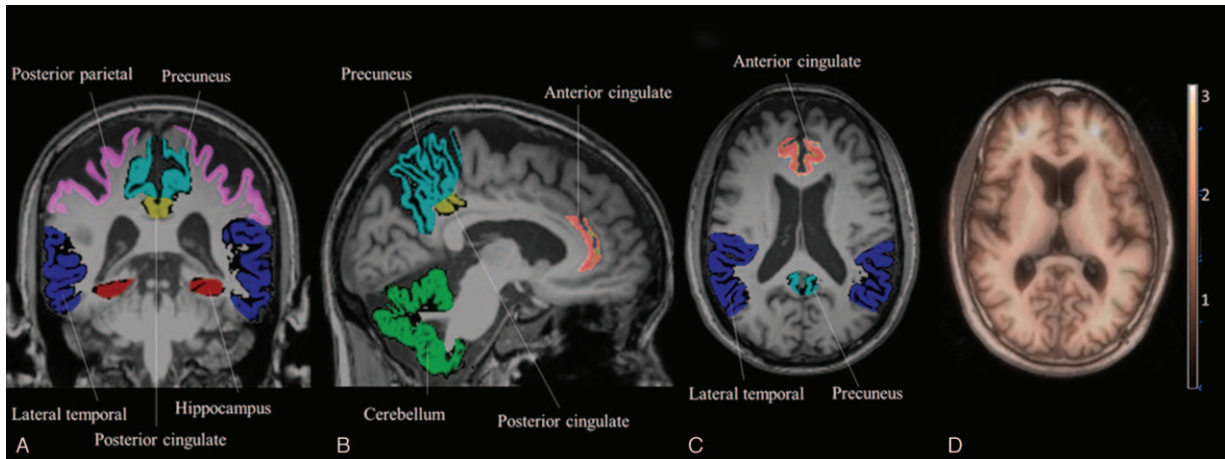 Posterior parietal
Precuneus
Lateral temporal
Hippocampus
Posterior cingulate
A
Precuneus
Anterior cingulate
Cerebellum
Posterior cingulate
B
Anterior cingulate
Lateral temporal
Precuneus
C
3
2
1
D